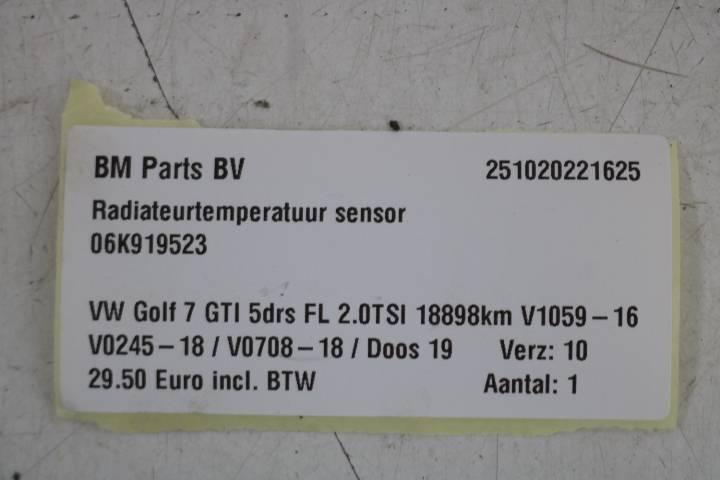 BM Parts BV 251020221625
Radiateurtemperatuur sensor
06K919523
VW Golf 7 GTI 5drs FL 2.0TSI 18898km V1059-16
V0245-18 / V0708-18 / Doos 19 Verz: 10
29.50 Euro incl. BTW Aantal: 1